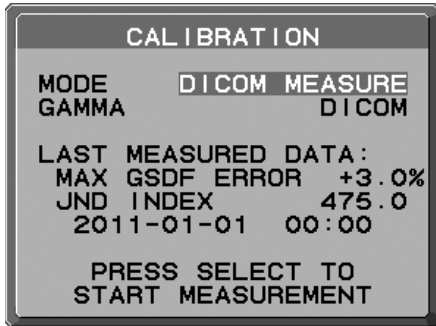 CALIBRATION
MODE DICOM MEASURE
GAMMA DICOM
LAST MEASURED DATA:
MAX GSDF ERROR +3.0%
JND INDEX 475.0
2011-01-01 00:00
PRESS SELECT TO
START MEASUREMENT